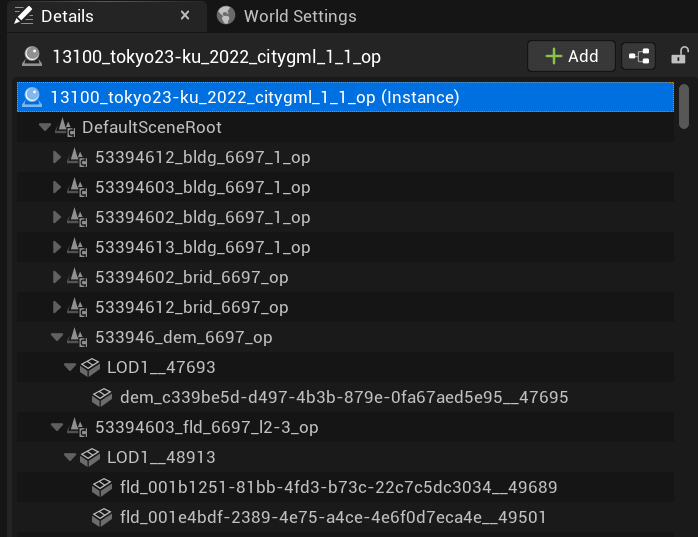 Details
World Settings
13100_tokyo23-ku_2022_citygml_1_1_op
Add
13100_tokyo23-ku_2022_citygml_1_1_op (Instance)
DefaultSceneRoot
53394612_bldg_6697_1_op
53394603_bldg_6697_1_op
53394602_bldg_6697_1_op
53394613_bldg_6697_1_op
53394602_brid_6697_op
53394612_brid_6697_op
533946_dem_6697_op
LOD1__47693
dem_c339be5d-d497-4b3b-879e-0fa67aed5e95__47695
53394603_fld_6697_l2-3_op
LOD1__48913
fld_001b1251-81bb-4fd3-b73c-22c7c5dc3034__49689
fld_001e4bdf-2389-4e75-a4ce-4e6f0d7eca4e__49501